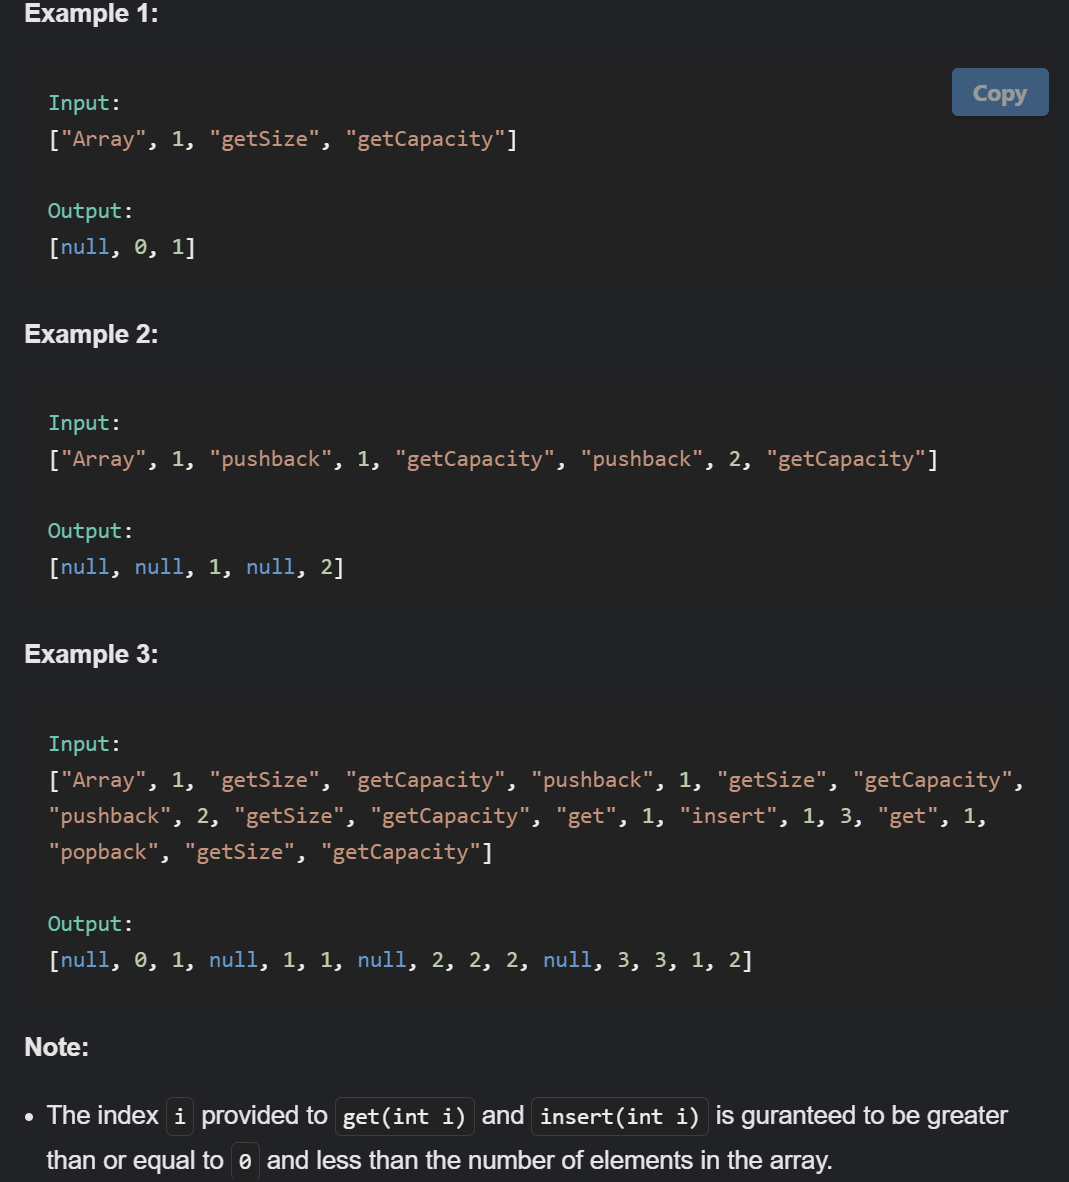 Example 1:
Copy
Input:
["Array", 1, "getSize", "getCapacity"]
Output:
[null, 0, 1]
Example 2:
Input:
["Array", 1, "pushback", 1, "getCapacity", "pushback", 2, "getCapacity"]
Output:
[null, null, 1, null, 2]
Example 3:
Input:
["Array", 1, "getSize", "getCapacity", "pushback", 1, "getSize", "getCapacity",
"pushback", 2, "getSize", "getCapacity", "get", 1, "insert", 1, 3, "get", 1,
"popback", "getSize", "getCapacity"]
Output:
[null, 0, 1, null, 1, 1, null, 2, 2, 2, null, 3, 3, 1, 2]
Note:
• The index i provided to get(int i) and insert(int i) is guranteed to be greater
than or equal to 0 and less than the number of elements in the array.